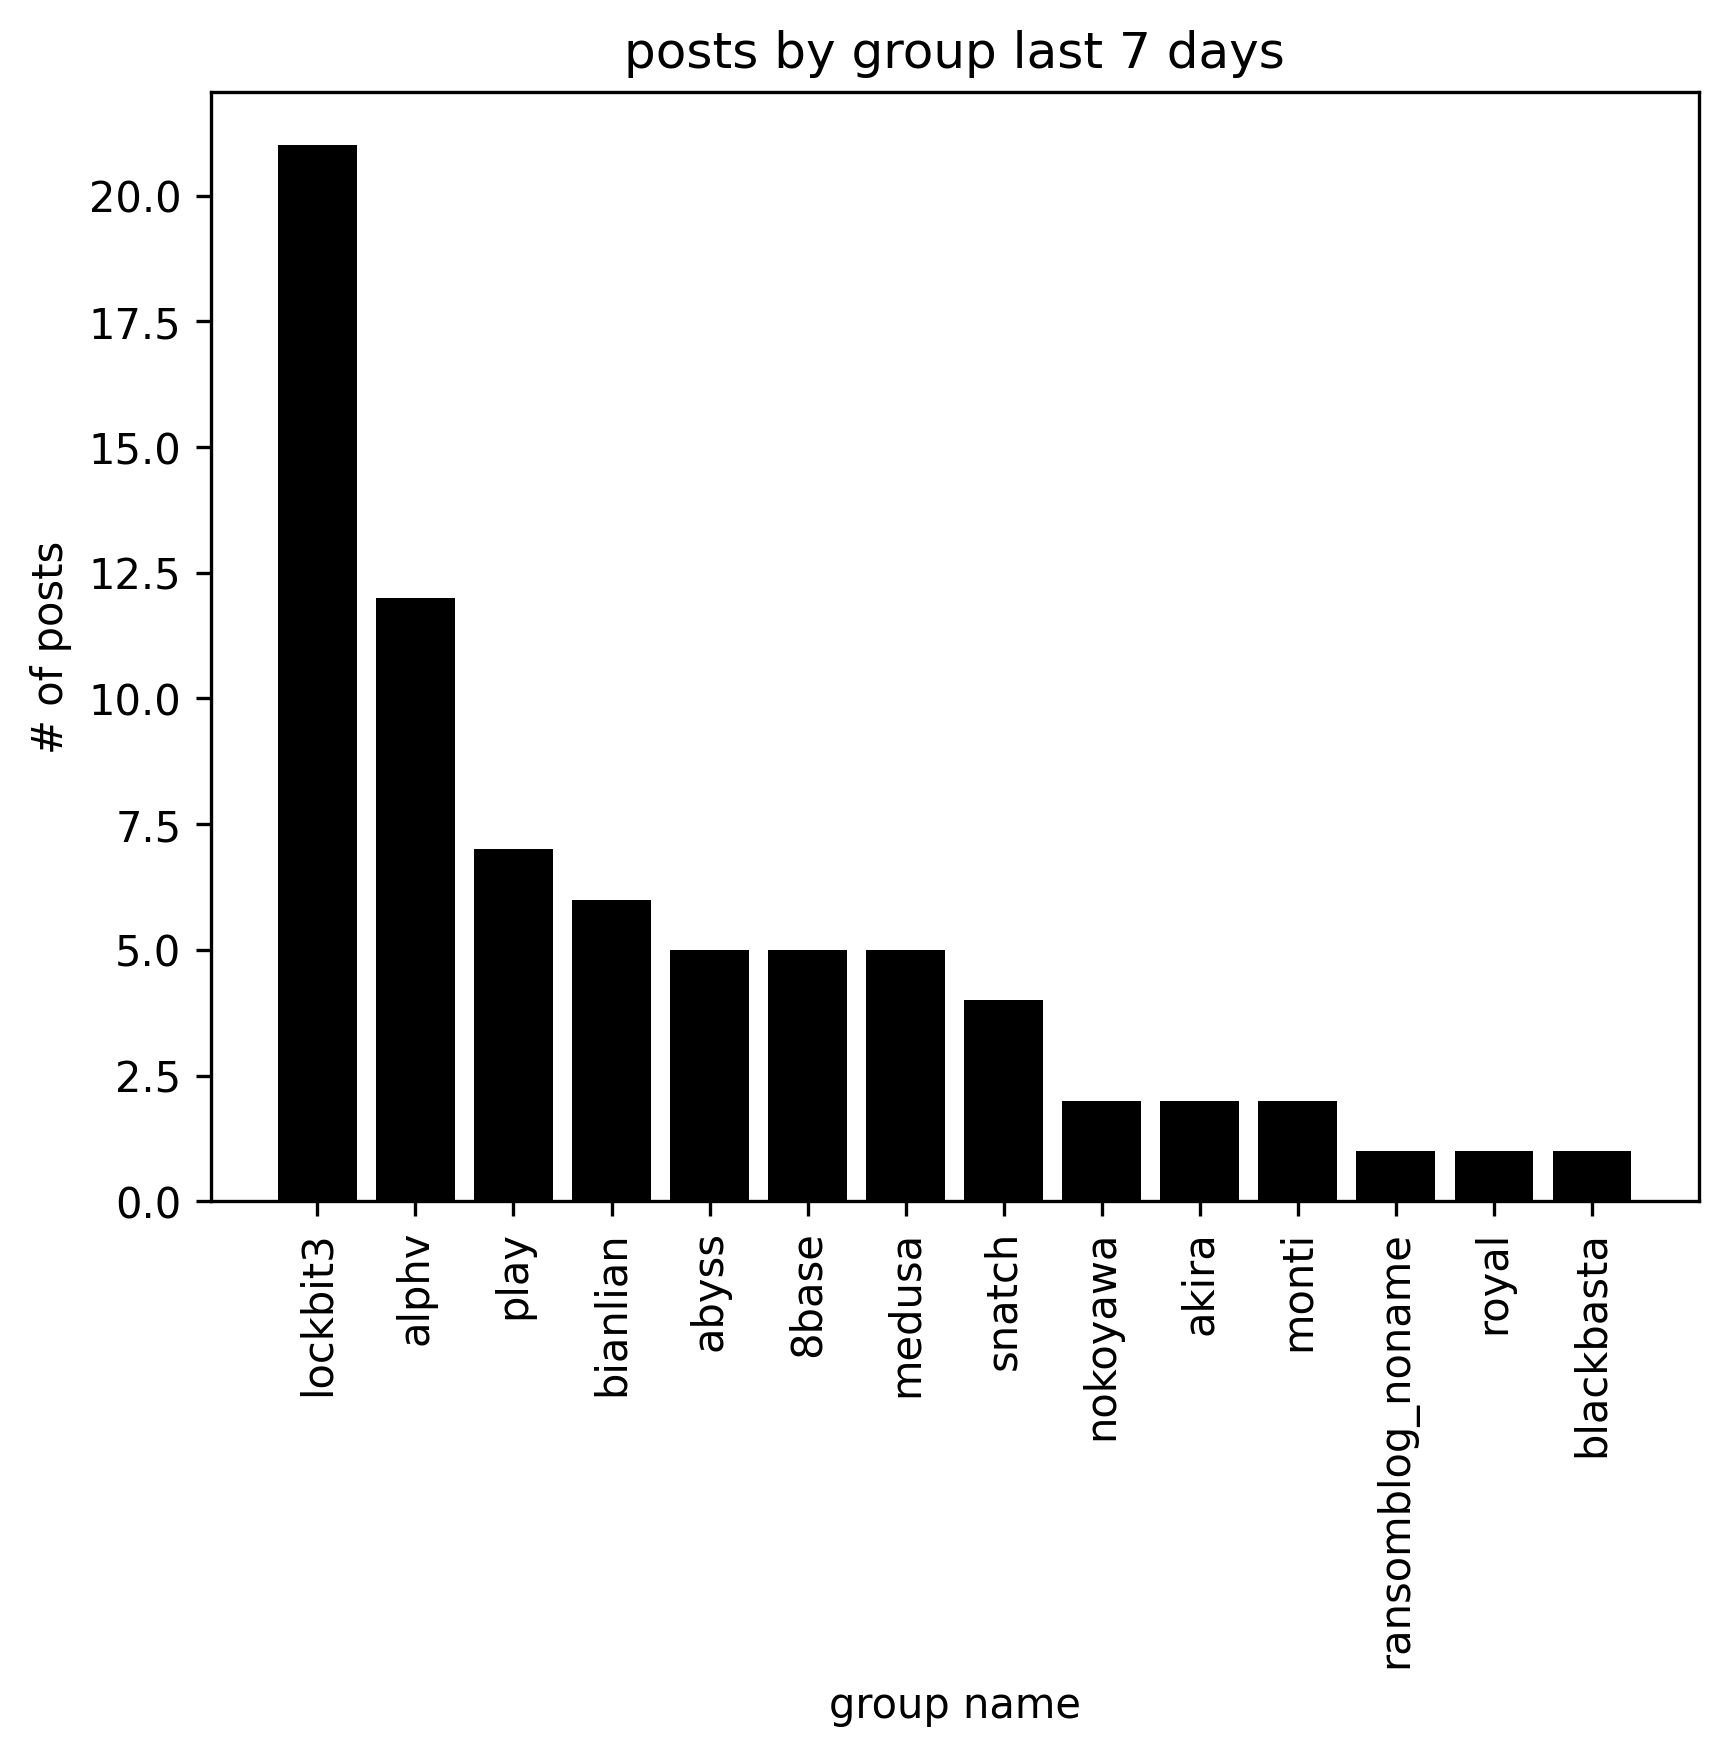 posts by group last 7 days
# of posts
20.0
17.5
15.0
12.5
10.0
7.5
5.0
2.5
0.0
lockbit3
alphv
play
bianlian
abyss
8base
medusa
snatch
nokoyawa
akira
monti
ransomblog_noname
royal
blackbasta
group name